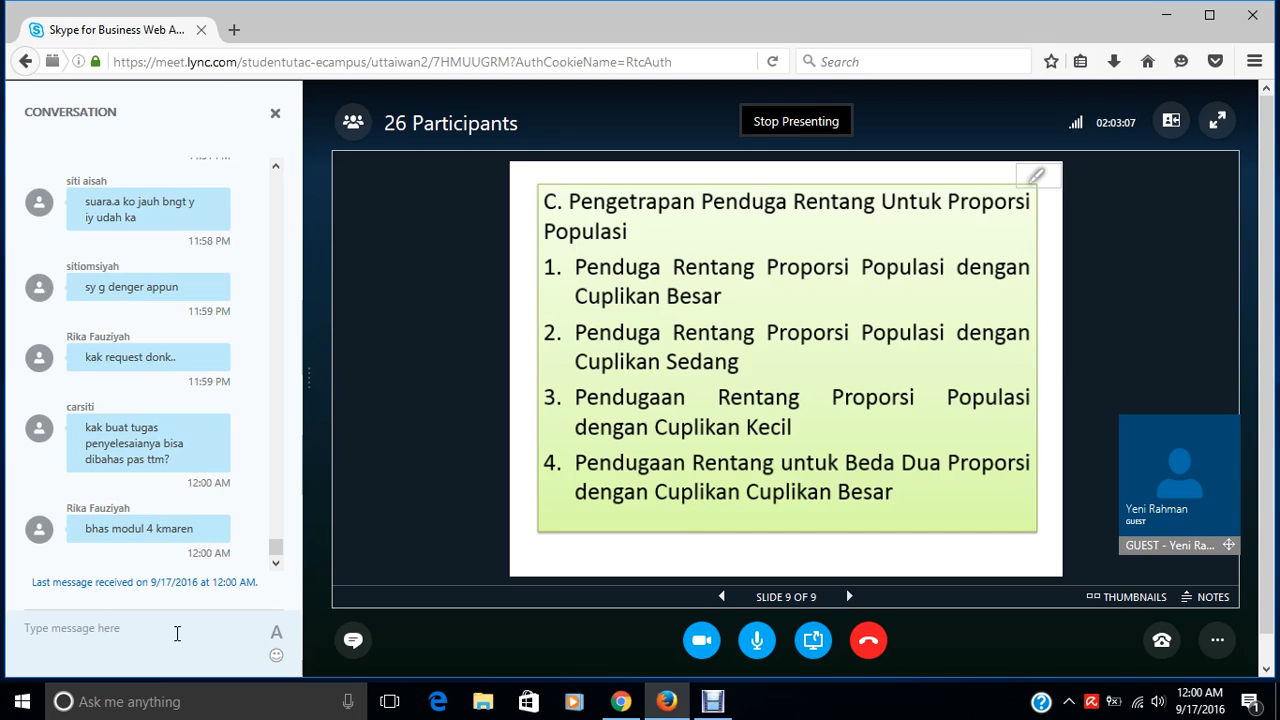 Skype for Business Web A...
https://meet.lync.com/studentutac-ecampus/uttaiwan2/7HMUUGRM?AuthCookieName=RtcAuth
Search
CONVERSATION
siti aisah
suara.a ko jauh bngt y
iy udah ka
11:58 PM
sitiomsiyah
sy g denger appun
11:59 PM
Rika Fauziyah
kak request donk..
11:59 PM
carsiti
kak buat tugas
penyelesaianya bisa
dibahas pas ttm?
12:00 AM
Rika Fauziyah
bhas modul 4 kmaren
12:00 AM
Last message received on 9/17/2016 at 12:00 AM.
Type message here
A
26 Participants
Stop Presenting
02:03:07
C. Pengetrapan Penduga Rentang Untuk Proporsi
Populasi
1. Penduga Rentang Proporsi Populasi dengan
Cuplikan Besar
2. Penduga Rentang Proporsi Populasi dengan
Cuplikan Sedang
3. Pendugaan Rentang Proporsi Populasi
dengan Cuplikan Kecil
4. Pendugaan Rentang untuk Beda Dua Proporsi
dengan Cuplikan Cuplikan Besar
Yeni Rahman
GUEST
GUEST - Yeni Ra...
SLIDE 9 OF 9
THUMBNAILS
NOTES
Ask me anything
12:00 AM
9/17/2016
1